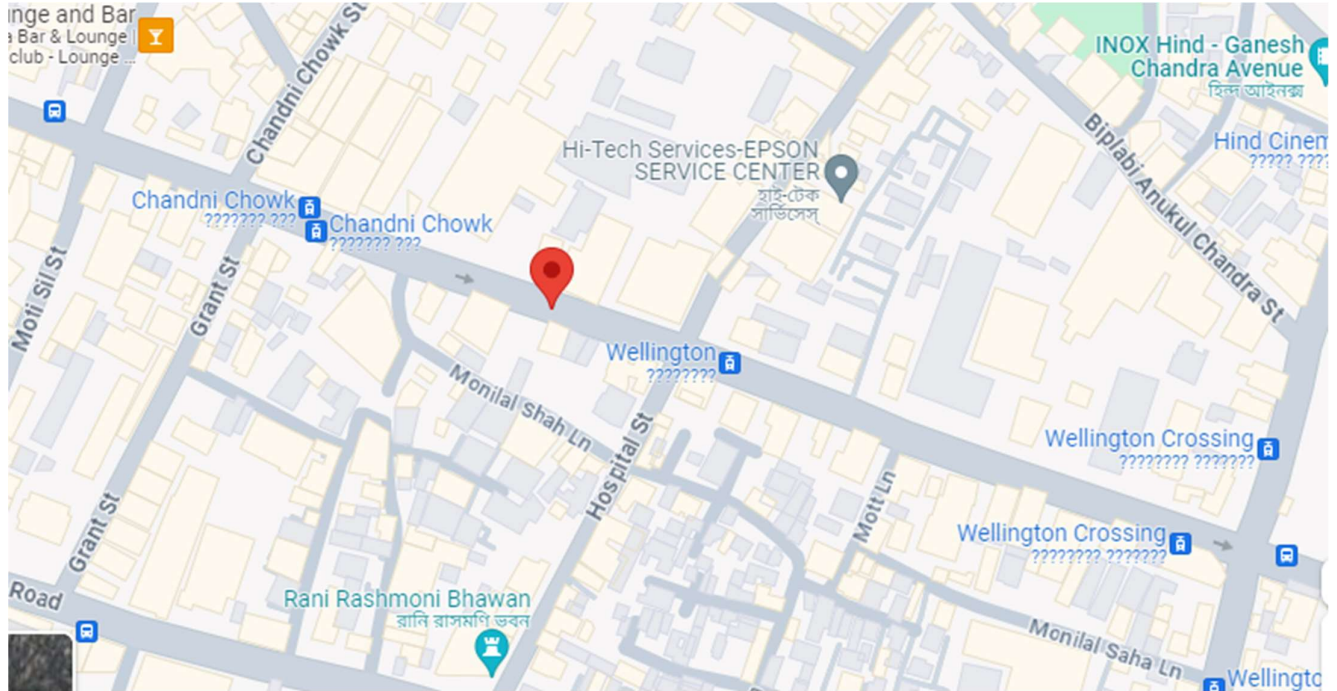 nge and Bar
a Bar & Lounge |
club - Lounge ...
Chandni Chowk St
INOX Hind - Ganesh
Chandra Avenue
হিন্দ আইনক্স
Biplabi Anukul Chandra St
Hind Cinem
????? ????
Hi-Tech Services-EPSON
SERVICE CENTER
হাই-টেক
সার্ভিসেস্
Chandni Chowk
??????? ???
Chandni Chowk
??????? ???
Moti Sil St
Grant St
Wellington
????????
Monilal Shah Ln
Hospital St
Wellington Crossing
???????? ???????
Mott Ln
Grant St
Wellington Crossing
???????? ???????
Road
Rani Rashmoni Bhawan
রানি রাসমণি ভবন
Monilal Saha Ln
Wellingto